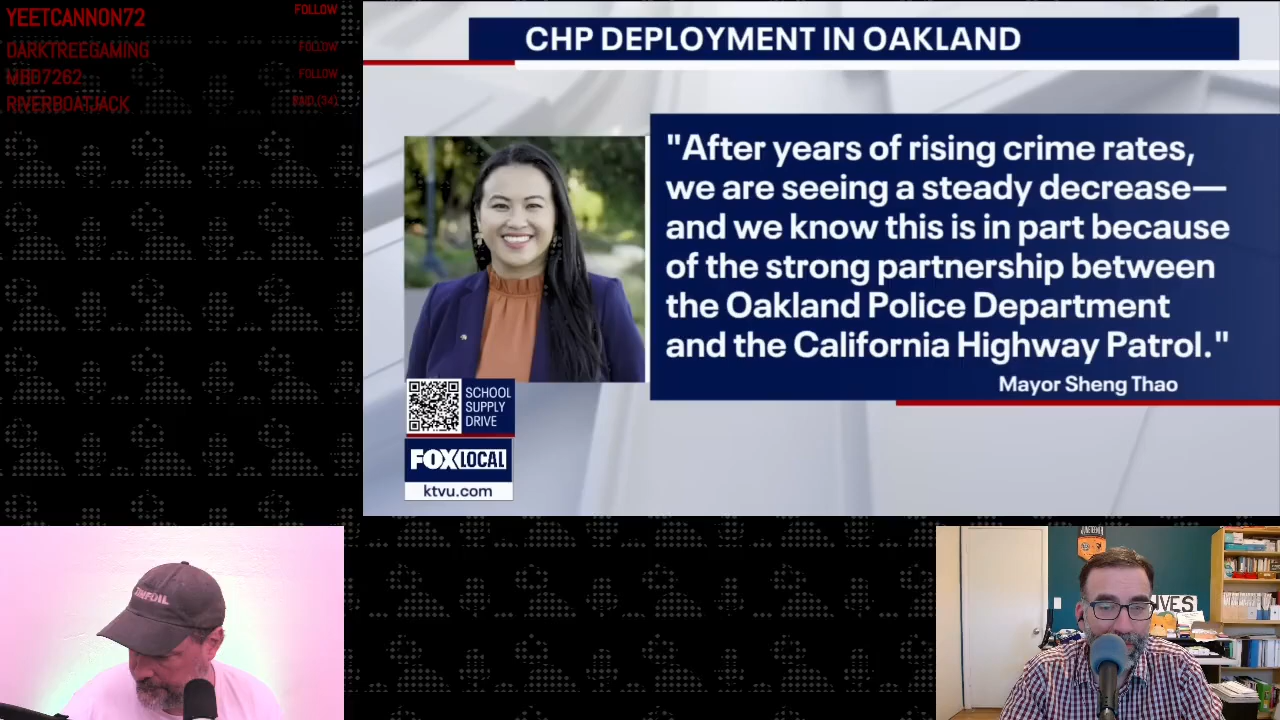 YEETCANNON72
FOLLOW
DARKTREEGAMING
FOLLOW
MBD7262
FOLLOW
RIVERBOATJACK
RAID (34)
CHP DEPLOYMENT IN OAKLAND
"After years of rising crime rates,
we are seeing a steady decrease—
and we know this is in part because
of the strong partnership between
the Oakland Police Department
and the California Highway Patrol."
Mayor Sheng Thao
SCHOOL
SUPPLY
DRIVE
FOX LOCAL
ktvu.com